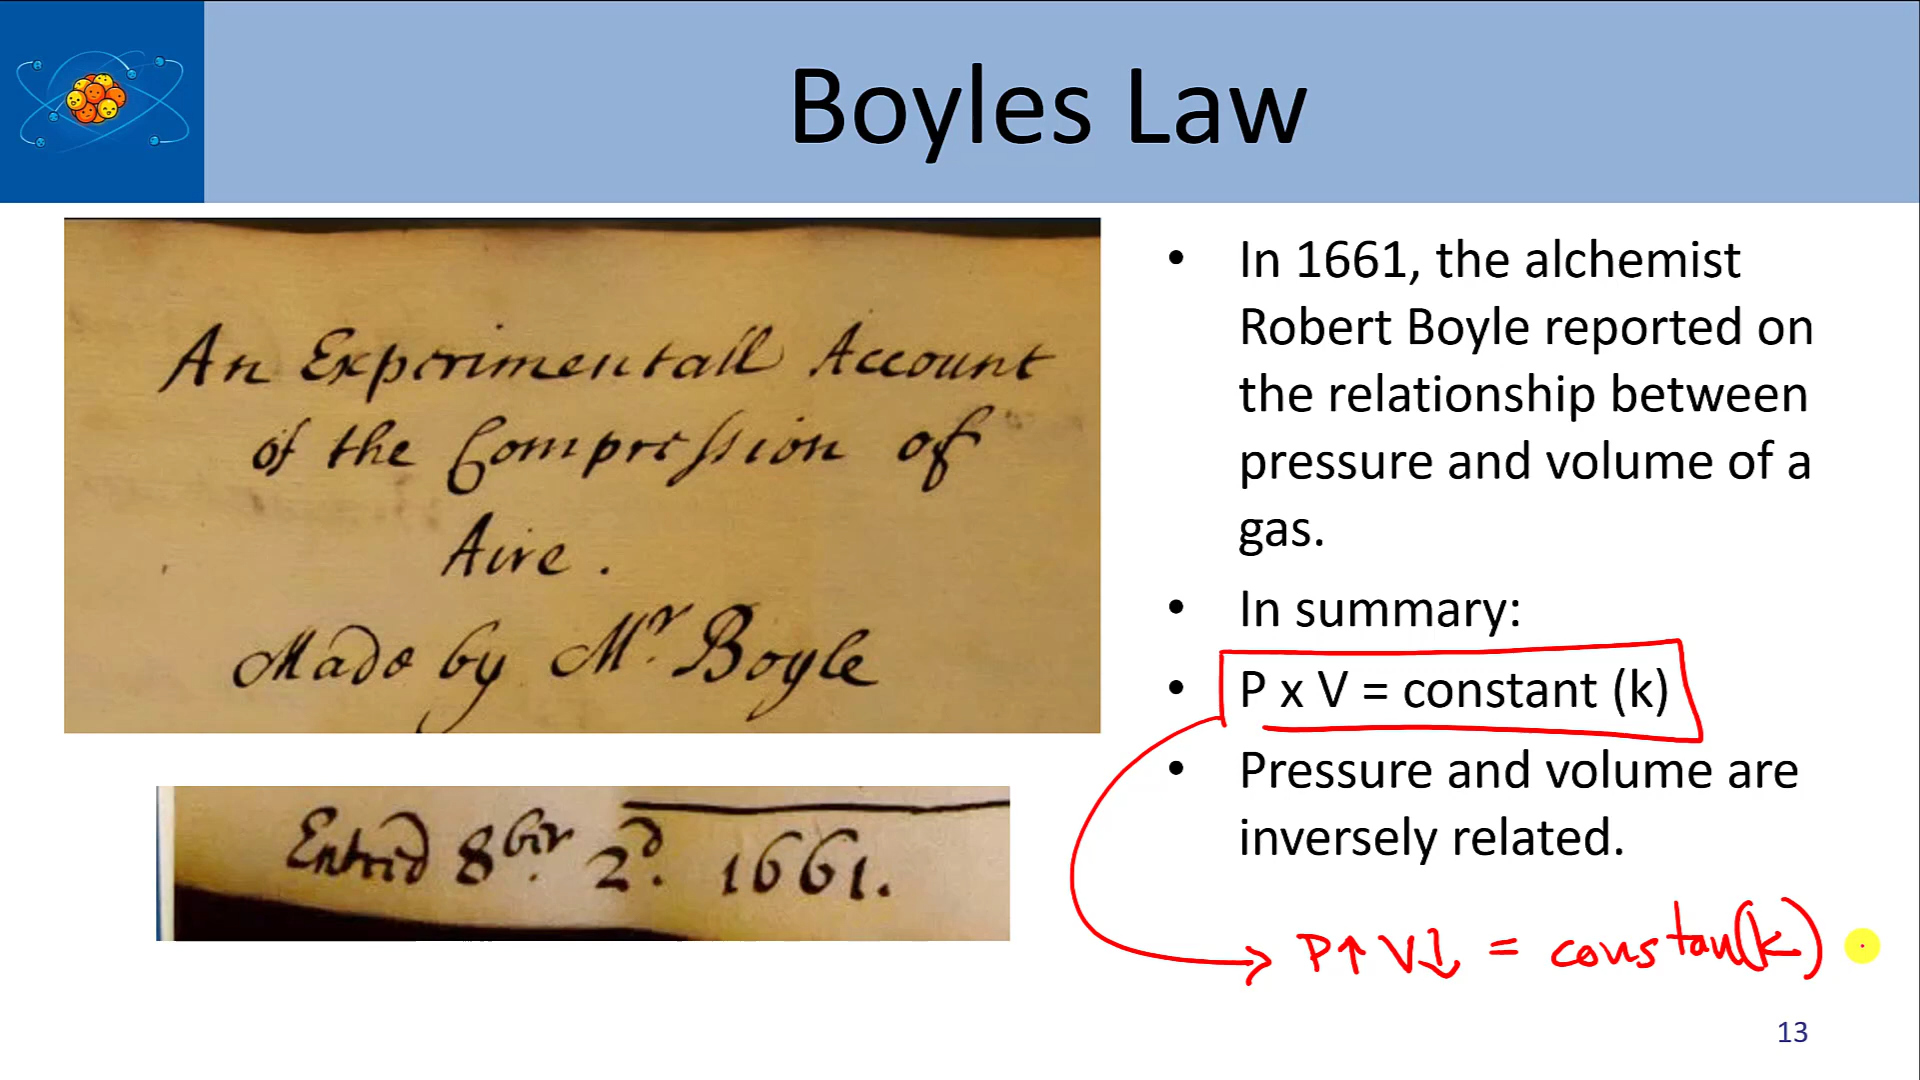 Boyles Law
An Experimentall Account
of the Compression of
Aire.
Made by Mr. Boyle
Entrid 8ber. 2d. 1661.
• In 1661, the alchemist
Robert Boyle reported on
the relationship between
pressure and volume of a
gas.
• In summary:
• P x V = constant (k)
• Pressure and volume are
inversely related.
→ P↑ V↓ = constan(k)
13